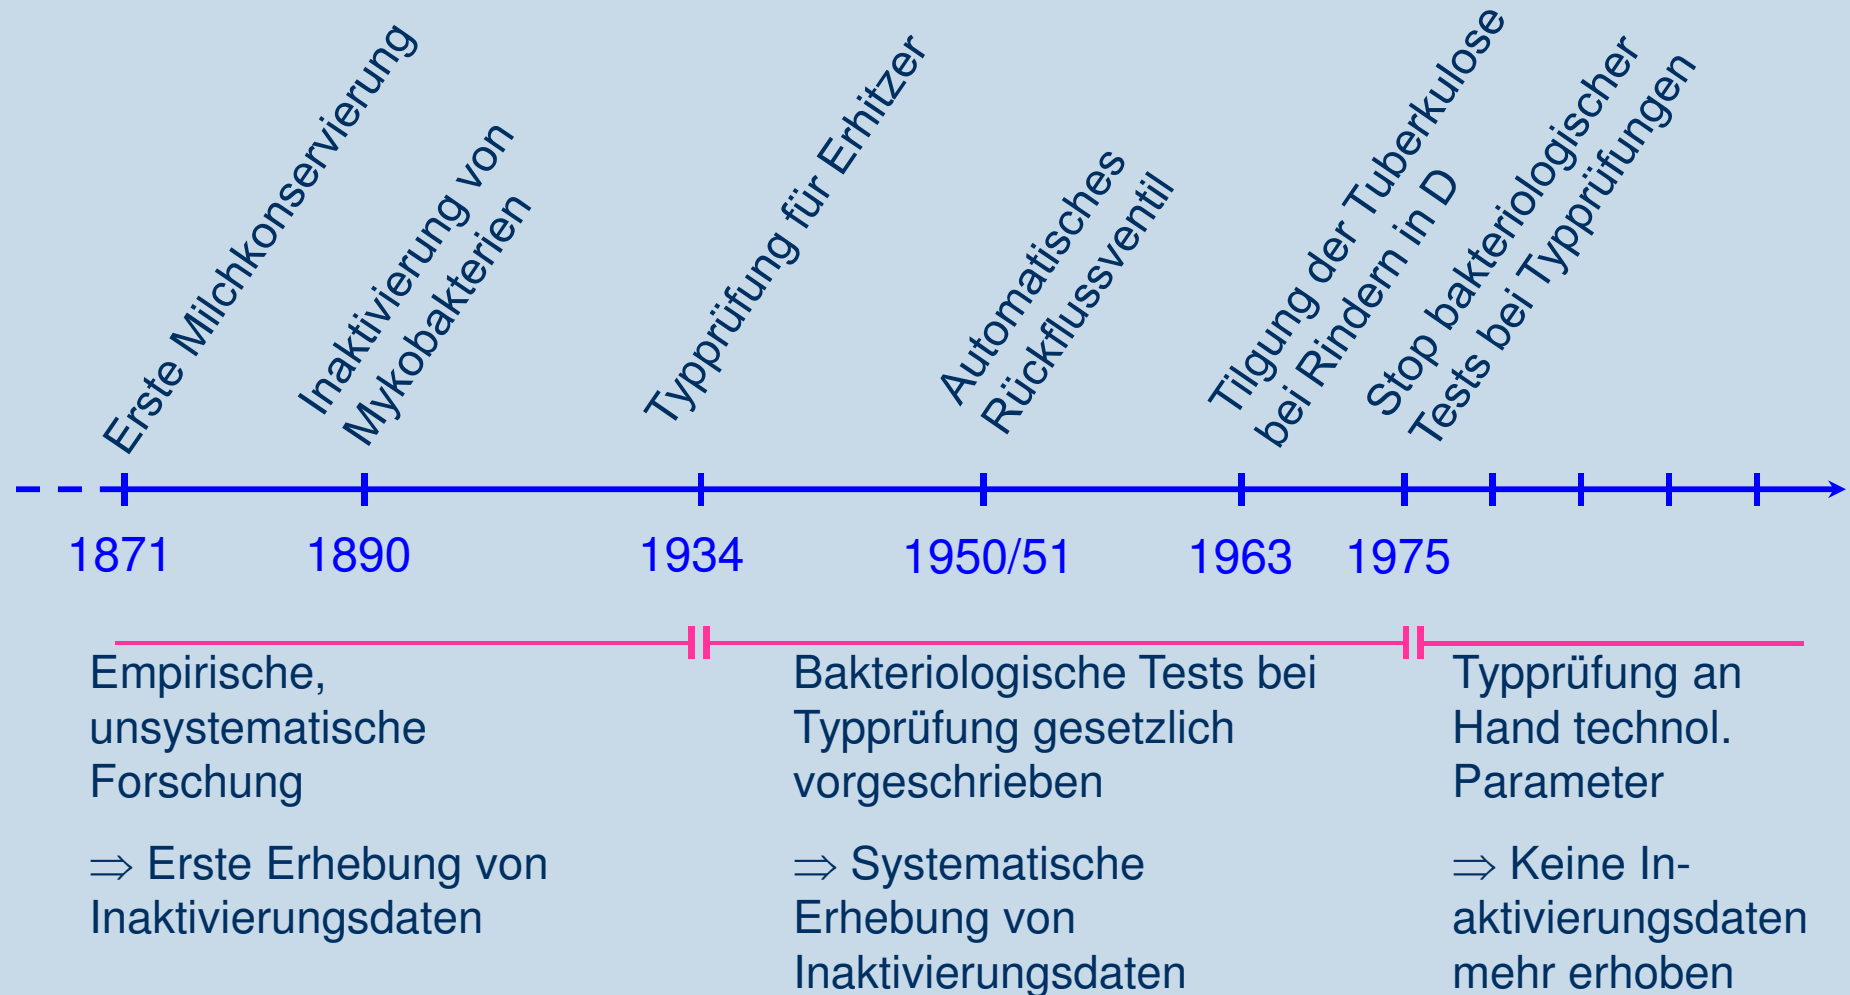 Erste Milchkonservierung
Inaktivierung von
Mykobakterien
Typprüfung für Erhitzer
Automatisches
Rückflussventil
Tilgung der Tuberkulose
bei Rindern in D
Stop bakteriologischer
Tests bei Typprüfungen
1871
1890
1934
1950/51
1963
1975
Empirische,
unsystematische
Forschung
⇒ Erste Erhebung von
Inaktivierungsdaten
Bakteriologische Tests bei
Typprüfung gesetzlich
vorgeschrieben
⇒ Systematische
Erhebung von
Inaktivierungsdaten
Typprüfung an
Hand technol.
Parameter
⇒ Keine In-
aktivierungsdaten
mehr erhoben